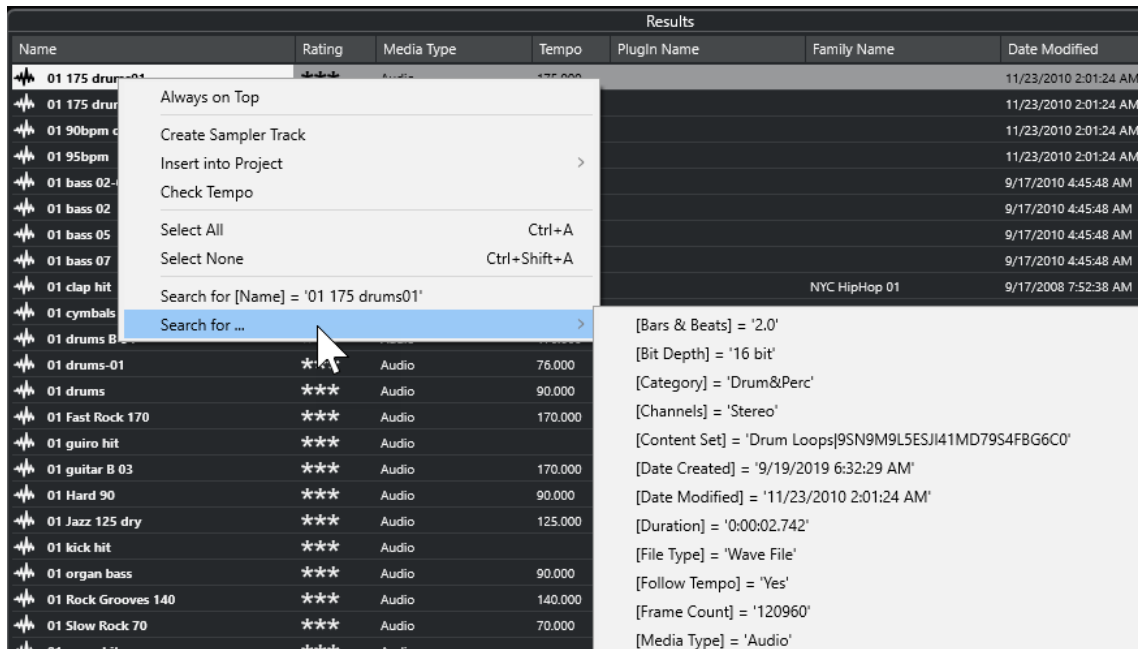 Results
Name Rating Media Type Tempo PlugIn Name Family Name Date Modified
01 175 drums01 *** Audio 175.000 11/23/2010 2:01:24 AM
01 175 drum 11/23/2010 2:01:24 AM
01 90bpm 11/23/2010 2:01:24 AM
01 95bpm 11/23/2010 2:01:24 AM
01 bass 02- 9/17/2010 4:45:48 AM
01 bass 02 9/17/2010 4:45:48 AM
01 bass 05 9/17/2010 4:45:48 AM
01 bass 07 9/17/2010 4:45:48 AM
01 clap hit NYC HipHop 01 9/17/2008 7:52:38 AM
01 cymbals
01 drums B
01 drums-01 *** Audio 76.000
01 drums *** Audio 90.000
01 Fast Rock 170 *** Audio 170.000
01 guiro hit *** Audio
01 guitar B 03 *** Audio 170.000
01 Hard 90 *** Audio 90.000
01 Jazz 125 dry *** Audio 125.000
01 kick hit *** Audio
01 organ bass *** Audio 90.000
01 Rock Grooves 140 *** Audio 140.000
01 Slow Rock 70 *** Audio 70.000
Always on Top
Create Sampler Track
Insert into Project >
Check Tempo
Select All Ctrl+A
Select None Ctrl+Shift+A
Search for [Name] = '01 175 drums01'
Search for ... >
[Bars & Beats] = '2.0'
[Bit Depth] = '16 bit'
[Category] = 'Drum&Perc'
[Channels] = 'Stereo'
[Content Set] = 'Drum Loops|9SN9M9L5ESJI41MD79S4FBG6C0'
[Date Created] = '9/19/2019 6:32:29 AM'
[Date Modified] = '11/23/2010 2:01:24 AM'
[Duration] = '0:00:02.742'
[File Type] = 'Wave File'
[Follow Tempo] = 'Yes'
[Frame Count] = '120960'
[Media Type] = 'Audio'